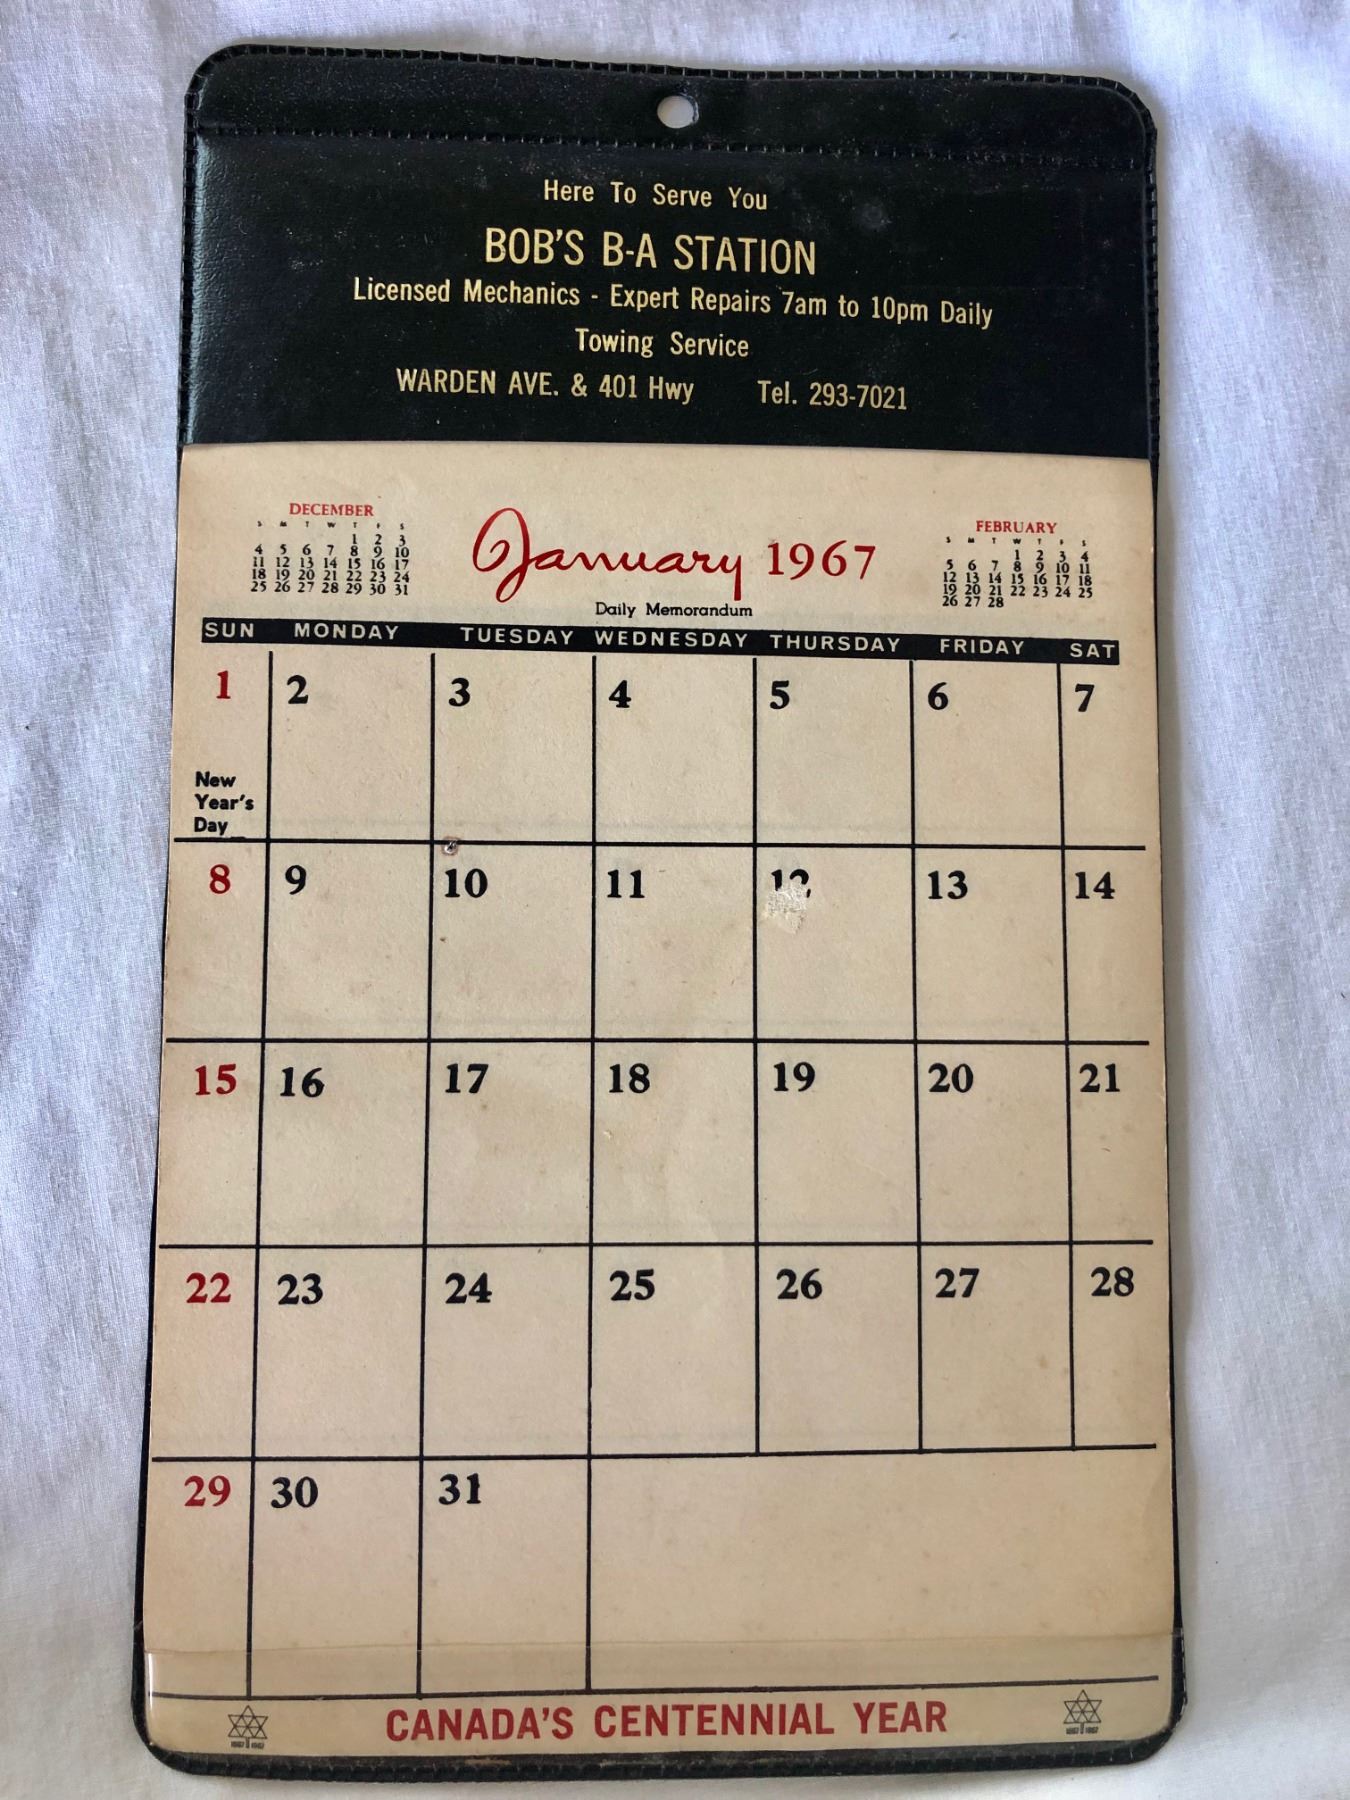 Here To Serve You
BOB'S B-A STATION
Licensed Mechanics - Expert Repairs 7am to 10pm Daily
Towing Service
WARDEN AVE. & 401 Hwy Tel. 293-7021
DECEMBER
S M T W T F S
1 2 3
4 5 6 7 8 9 10
11 12 13 14 15 16 17
18 19 20 21 22 23 24
25 26 27 28 29 30 31
January 1967
Daily Memorandum
FEBRUARY
S M T W T F S
1 2 3 4
5 6 7 8 9 10 11
12 13 14 15 16 17 18
19 20 21 22 23 24 25
26 27 28
SUN MONDAY TUESDAY WEDNESDAY THURSDAY FRIDAY SAT
1 2 3 4 5 6 7
New
Year's
Day
8 9 10 11 12 13 14
15 16 17 18 19 20 21
22 23 24 25 26 27 28
29 30 31
CANADA'S CENTENNIAL YEAR
1867 1967
1867 1967